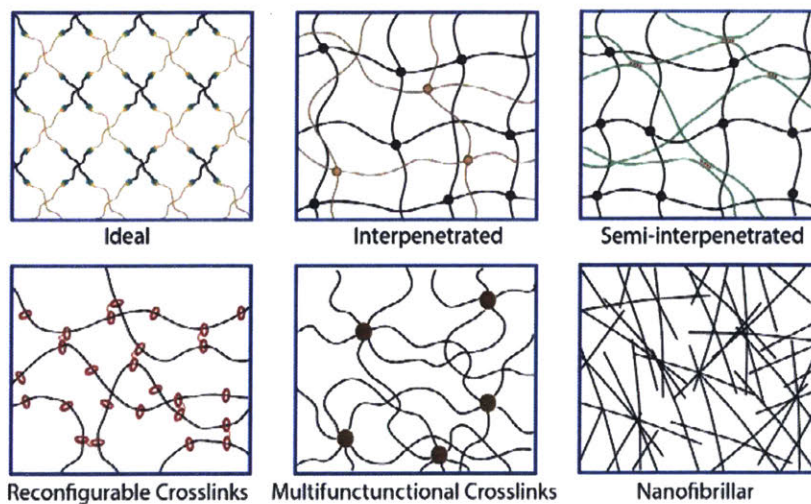 Ideal
Interpenetrated
Semi-interpenetrated
Reconfigurable Crosslinks
Multifunctunctional Crosslinks
Nanofibrillar